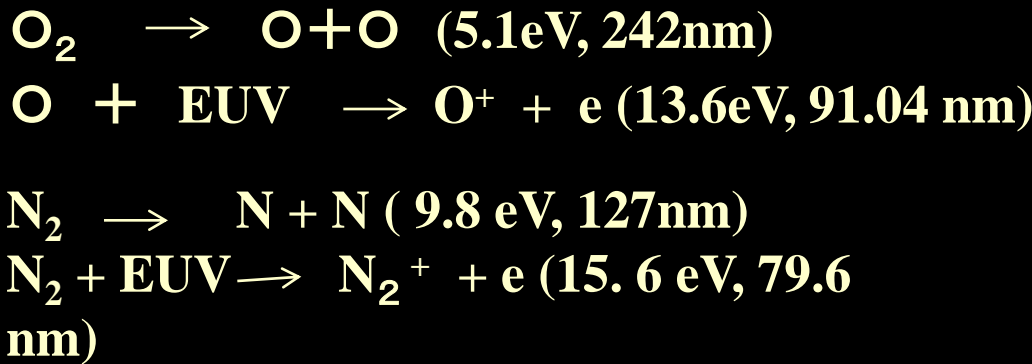 O₂ → O+O (5.1eV, 242nm)
O + EUV → O⁺ + e (13.6eV, 91.04 nm)
N₂ → N + N ( 9.8 eV, 127nm)
N₂ + EUV → N₂ ⁺ + e (15. 6 eV, 79.6
nm)